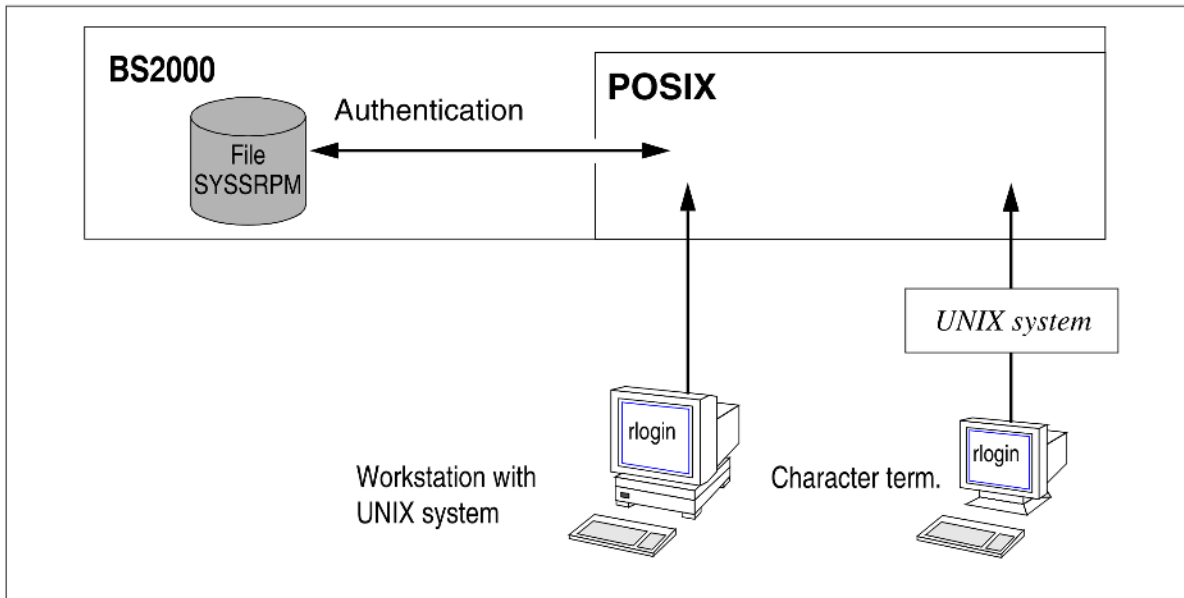 BS2000
POSIX
Authentication
File
SYSSRPM
UNIX system
rlogin
rlogin
Workstation with
UNIX system
Character term.